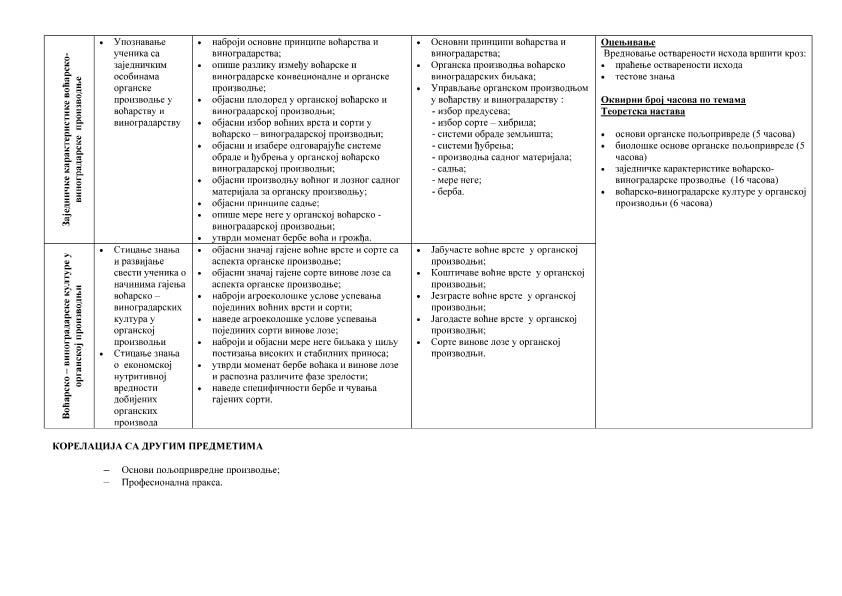 Заједничке карактеристике воћарско-
виноградарске производње
• Упознавање
ученика са
заједничким
особинама
органске
производње у
воћарству и
виноградарству
• наброји основне принципе воћарства и
виноградарства;
• опише разлику између воћарске и
виноградарске конвеционалне и органске
производње;
• објасни плодоред у органској воћарско и
виноградарској производњи;
• објасни избор воћних врста и сорти у
воћарско – виноградарској производњи;
• објасни и изабере одговарајуће системе
обраде и ђубрења у органској воћарско
виноградарској производњи;
• објасни производњу воћног и лозног садног
материјала за органску производњу;
• објасни принципе садње;
• опише мере неге у органској воћарско -
виноградарској производњи;
• утврди моменат бербе воћа и грожђа.
• Основни принципи воћарства и
виноградарства;
• Органска производња воћарско
виноградарских биљака;
• Управљање органском производњом
у воћарству и виноградарству :
- избор предусева;
- избор сорте – хибрида;
- системи обраде земљишта;
- системи ђубрења;
- производња садног материјала;
- садња;
- мере неге;
- берба.
Оцењивање
Вредновање остварености исхода вршити кроз:
• праћење остварености исхода
• тестове знања
Оквирни број часова по темама
Теоретска настава
• основи органске пољопривреде (5 часова)
• биолошке основе органске пољопривреде (5
часова)
• заједничке карактеристике воћарско-
виноградарске прозводње (16 часова)
• воћарско-виноградарске културе у органској
производњи (6 часова)
Воћарско – виноградарске културе у
органској производњи
• Стицање знања
и развијање
свести ученика о
начинима гајења
воћарско –
виноградарских
култура у
органској
производњи
• Стицање знања
о економској
нутритивној
вредности
добијених
органских
производа
• објасни значај гајене воћне врсте и сорте са
аспекта органске производње;
• објасни значај гајене сорте винове лозе са
аспекта органске производње;
• наброји агроеколошке услове успевања
појединих воћних врсти и сорти;
• наведе агроеколошке услове успевања
појединих сорти винове лозе;
• наброји и објасни мере неге биљака у циљу
постизања високих и стабилних приноса;
• утврди моменат бербе воћака и винове лозе
и распозна различите фазе зрелости;
• наведе специфичности бербе и чувања
гајених сорти.
• Јабучасте воћне врсте у органској
производњи;
• Коштичаве воћне врсте у органској
производњи;
• Језграсте воћне врсте у органској
производњи;
• Јагодасте воћне врсте у органској
производњи;
• Сорте винове лозе у органској
производњи.
КОРЕЛАЦИЈА СА ДРУГИМ ПРЕДМЕТИМА
– Основи пољопривредне производње;
– Професионална пракса.